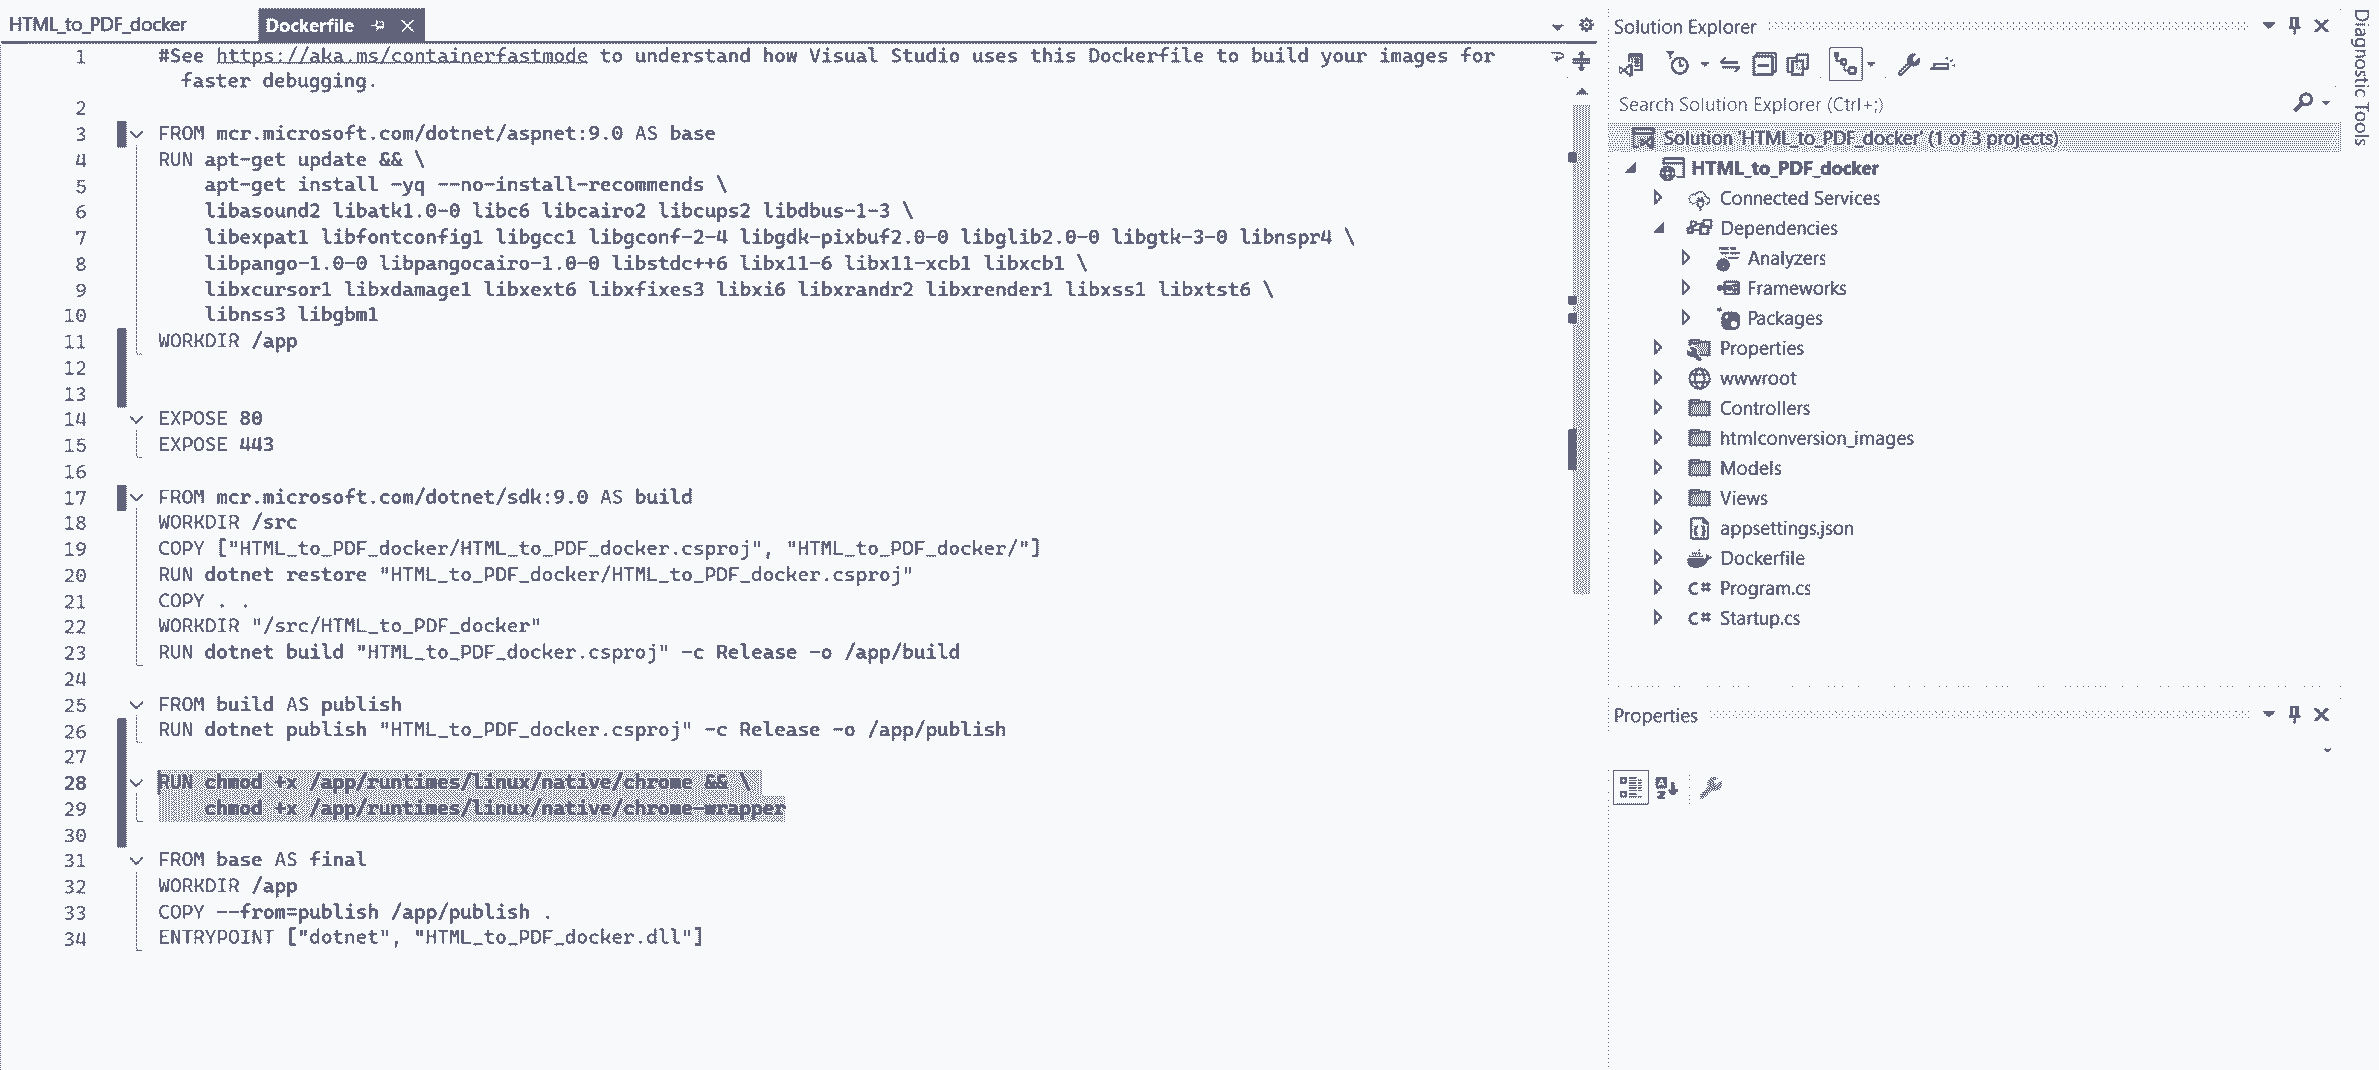 HTML_to_PDF_docker
Dockerfile
1 #See https://aka.ms/containerfastmode to understand how Visual Studio uses this Dockerfile to build your images for
faster debugging.
2
3 FROM mcr.microsoft.com/dotnet/aspnet:9.0 AS base
4 RUN apt-get update && \
5 apt-get install -yq --no-install-recommends \
6 libasound2 libatk1.0-0 libc6 libcairo2 libcups2 libdbus-1-3 \
7 libexpat1 libfontconfig1 libgcc1 libgconf-2-4 libgdk-pixbuf2.0-0 libglib2.0-0 libgtk-3-0 libnspr4 \
8 libpango-1.0-0 libpangocairo-1.0-0 libstdc++6 libx11-6 libx11-xcb1 libxcb1 \
9 libxcursor1 libxdamage1 libxext6 libxfixes3 libxi6 libxrandr2 libxrender1 libxss1 libxtst6 \
10 libnss3 libgbm1
11 WORKDIR /app
12
13
14 EXPOSE 80
15 EXPOSE 443
16
17 FROM mcr.microsoft.com/dotnet/sdk:9.0 AS build
18 WORKDIR /src
19 COPY ["HTML_to_PDF_docker/HTML_to_PDF_docker.csproj", "HTML_to_PDF_docker/"]
20 RUN dotnet restore "HTML_to_PDF_docker/HTML_to_PDF_docker.csproj"
21 COPY . .
22 WORKDIR "/src/HTML_to_PDF_docker"
23 RUN dotnet build "HTML_to_PDF_docker.csproj" -c Release -o /app/build
24
25 FROM build AS publish
26 RUN dotnet publish "HTML_to_PDF_docker.csproj" -c Release -o /app/publish
27
28 RUN chmod +x /app/runtimes/linux/native/chrome && \
29 chmod +x /app/runtimes/linux/native/chrome-wrapper
30
31 FROM base AS final
32 WORKDIR /app
33 COPY --from=publish /app/publish .
34 ENTRYPOINT ["dotnet", "HTML_to_PDF_docker.dll"]
Solution Explorer
Search Solution Explorer (Ctrl+;)
Solution 'HTML_to_PDF_docker' (1 of 3 projects)
HTML_to_PDF_docker
Connected Services
Dependencies
Analyzers
Frameworks
Packages
Properties
wwwroot
Controllers
htmlconversion_images
Models
Views
appsettings.json
Dockerfile
C# Program.cs
C# Startup.cs
Properties
Diagnostic Tools